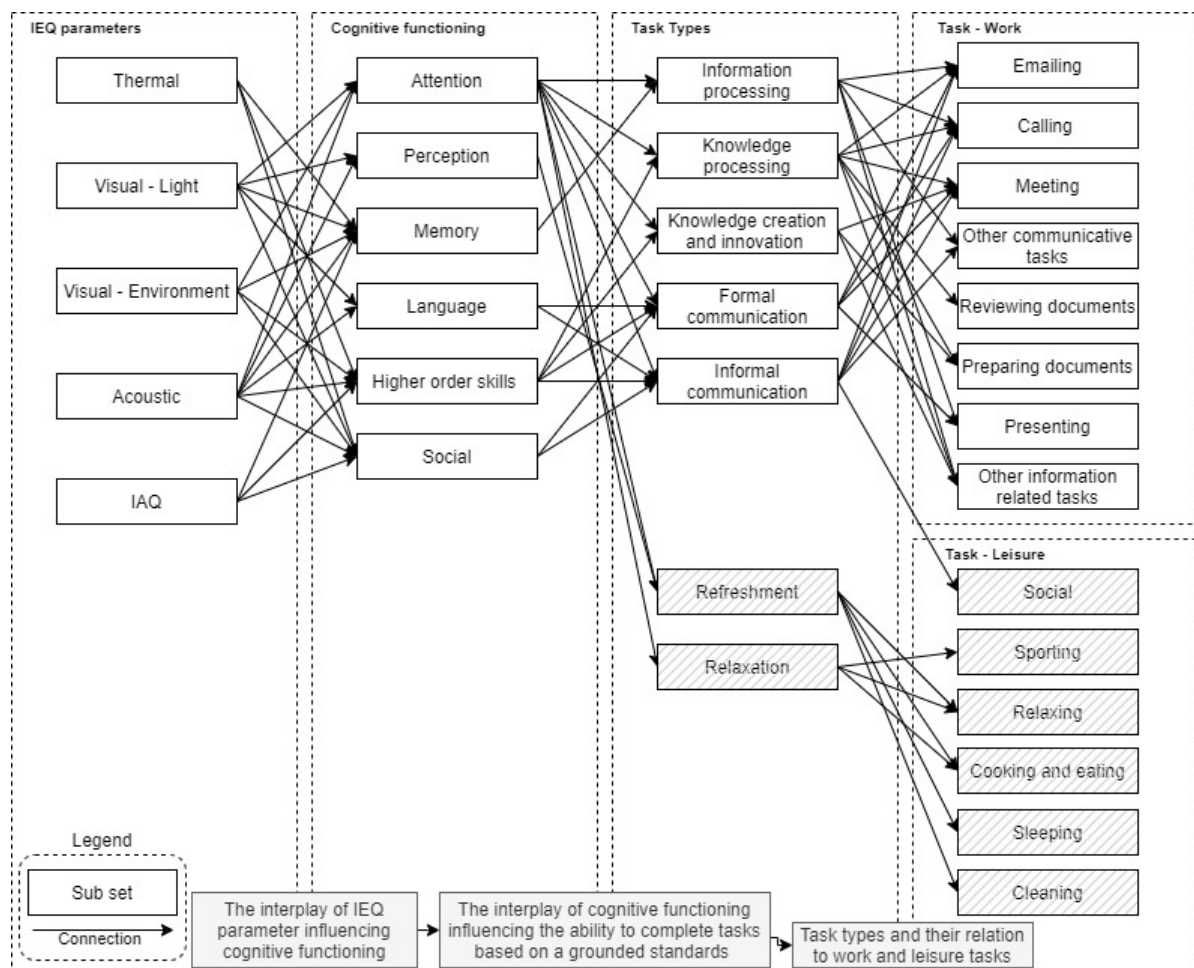 IEQ parameters
Thermal
Visual - Light
Visual - Environment
Acoustic
IAQ
Cognitive functioning
Attention
Perception
Memory
Language
Higher order skills
Social
Task Types
Information
processing
Knowledge
processing
Knowledge creation
and innovation
Formal
communication
Informal
communication
Refreshment
Relaxation
Task - Work
Emailing
Calling
Meeting
Other communicative
tasks
Reviewing documents
Preparing documents
Presenting
Other information
related tasks
Task - Leisure
Social
Sporting
Relaxing
Cooking and eating
Sleeping
Cleaning
Legend
Sub set
Connection
The interplay of IEQ
parameter influencing
cognitive functioning
The interplay of cognitive functioning
influencing the ability to complete tasks
based on a grounded standards
Task types and their relation
to work and leisure tasks